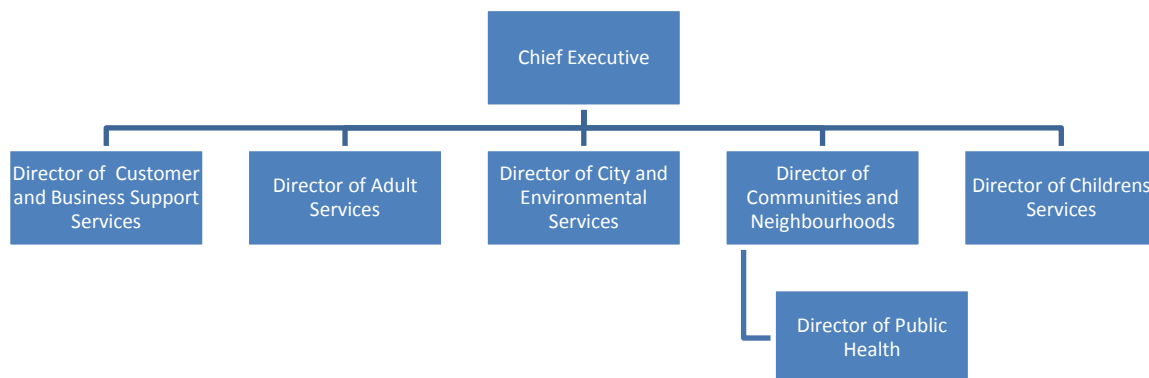 Chief Executive
Director of Customer
and Business Support
Services
Director of Adult
Services
Director of City and
Environmental
Services
Director of
Communities and
Neighbourhoods
Director of Childrens
Services
Director of Public
Health